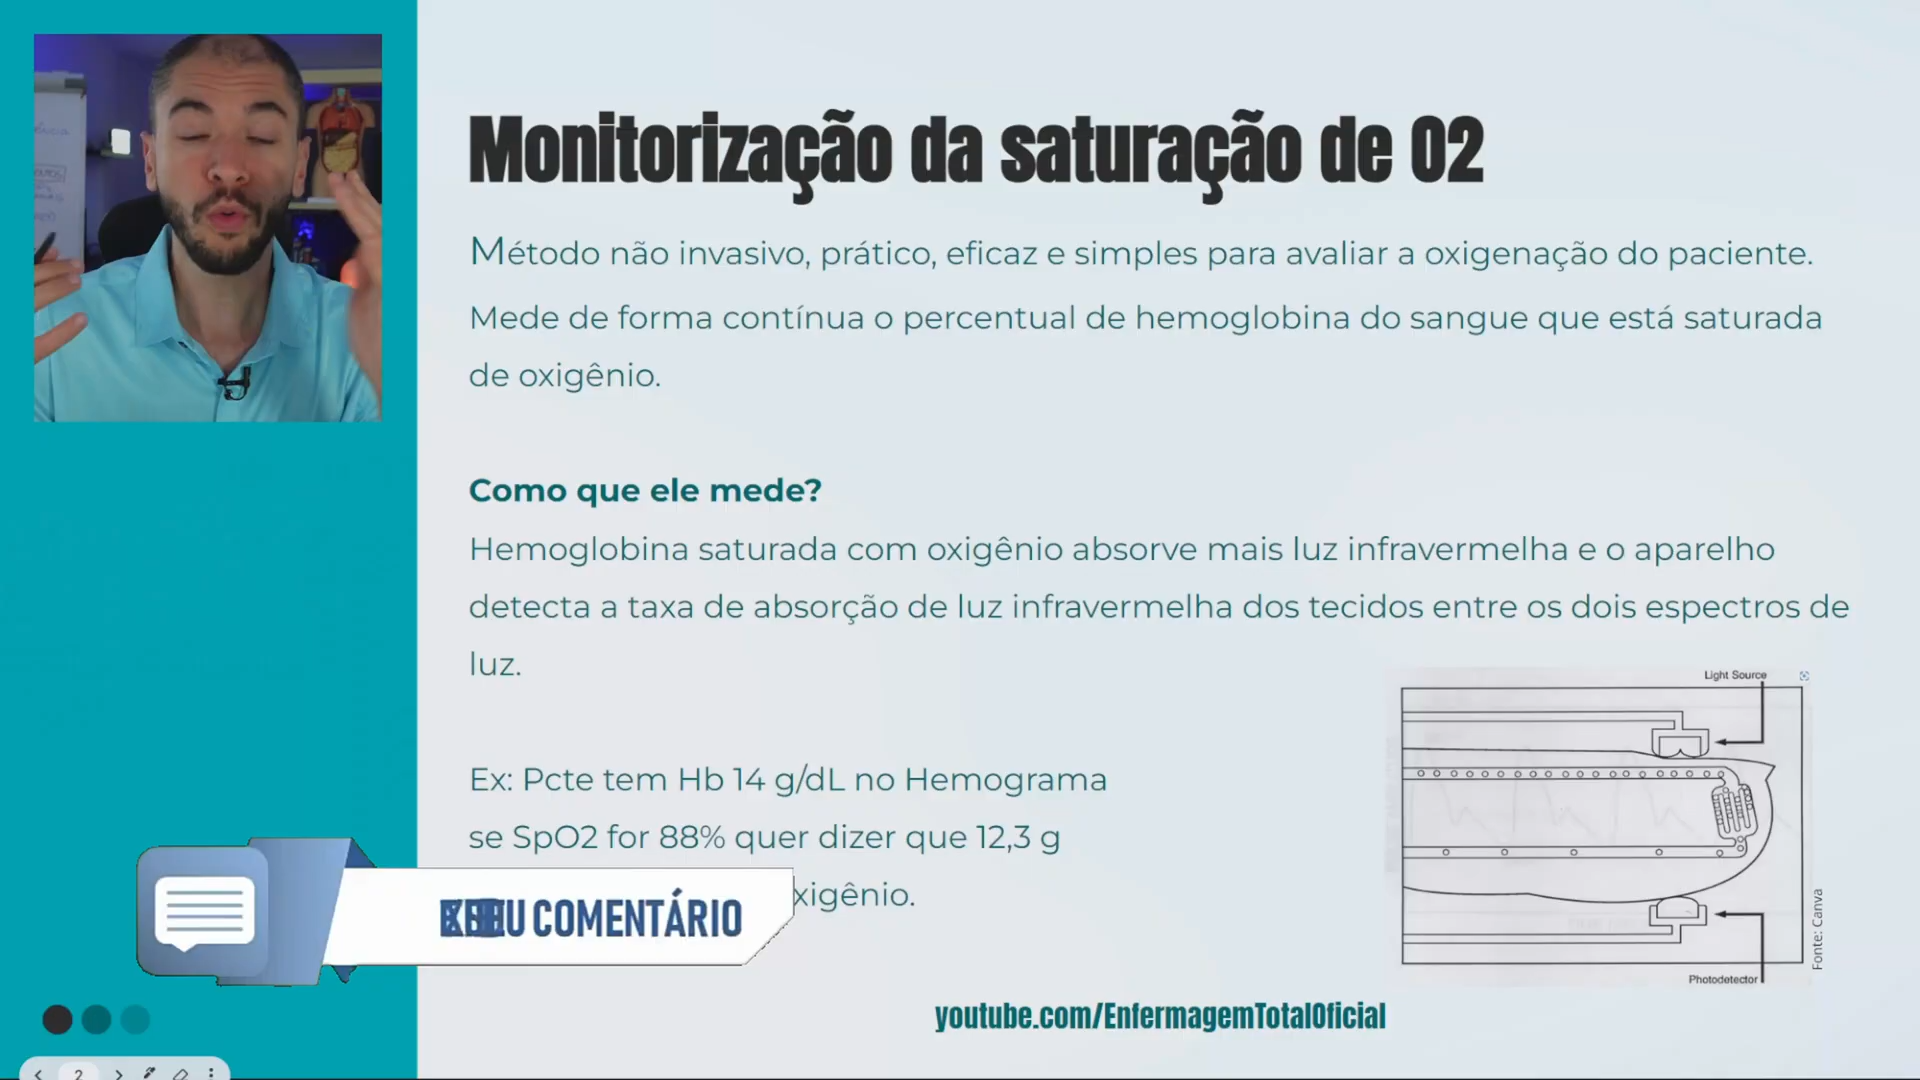 Monitorização da saturação de 02
Método não invasivo, prático, eficaz e simples para avaliar a oxigenação do paciente.
Mede de forma contínua o percentual de hemoglobina do sangue que está saturada
de oxigênio.
Como que ele mede?
Hemoglobina saturada com oxigênio absorve mais luz infravermelha e o aparelho
detecta a taxa de absorção de luz infravermelha dos tecidos entre os dois espectros de
luz.
Light Source
Ex: Pcte tem Hb 14 g/dL no Hemograma
se SpO2 for 88% quer dizer que 12,3 g
xigênio.
COMENTÁRIO
Fonte: Canva
Photodetector
youtube.com/EnfermagemTotalOficial
2